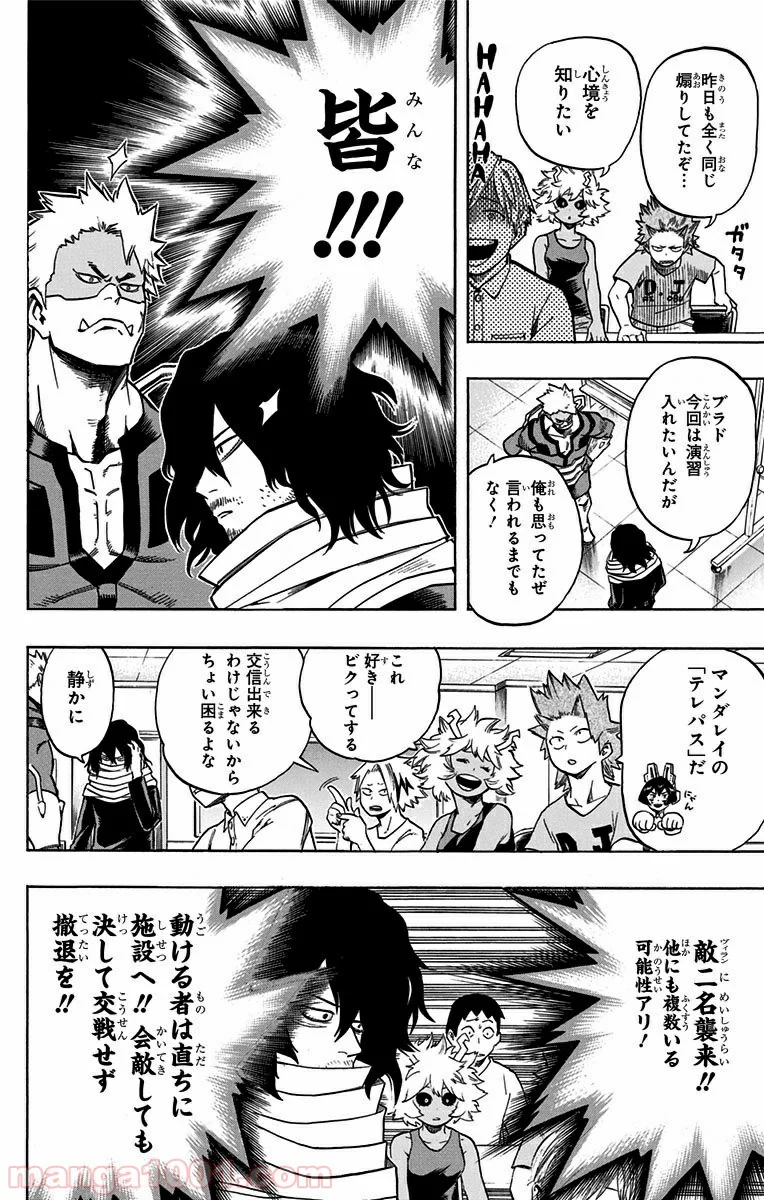 昨日も全く同じ
煽りしてたぞ…
ガタタ
心境を
知りたい
HAHAHAHA
ブラド
今回は演習
入れたいんだが
俺も思ってたぜ
言われるまでも
なく!
皆!!!
マンダレイの
「テレパス」だ
にゃん
これ
好き──
ビクってする
交信出来る
わけじゃないから
ちょい困るよな
静かに
敵二名襲来!!
他にも複数いる
可能性アリ!
動ける者は直ちに
施設へ!!会敵しても
決して交戦せず
撤退を!!
DJ
DJ
manga1001.com